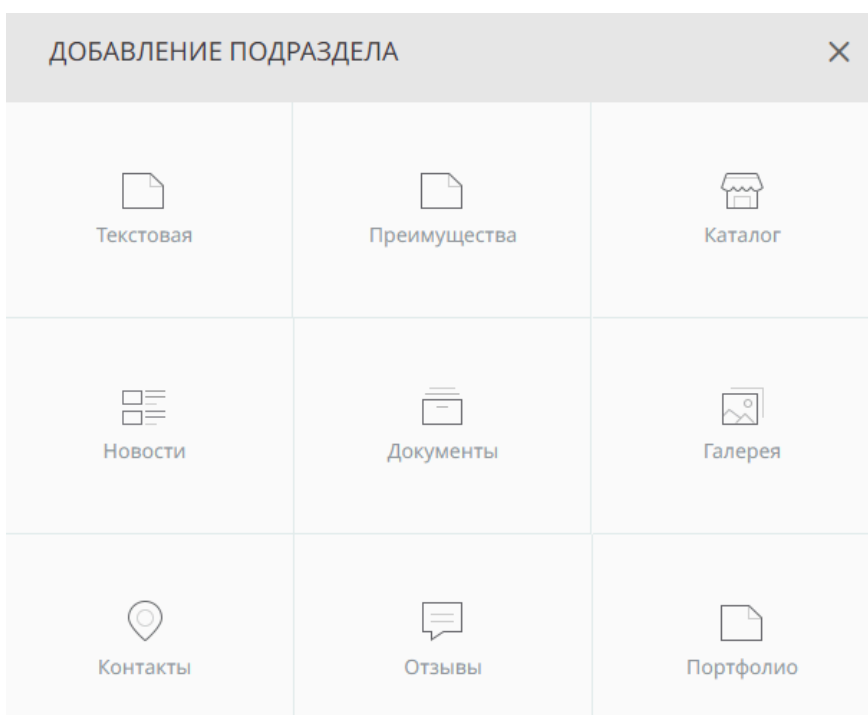 ДОБАВЛЕНИЕ ПОДРАЗДЕЛА
Текстовая
Преимущества
Каталог
Новости
Документы
Галерея
Контакты
Отзывы
Портфолио